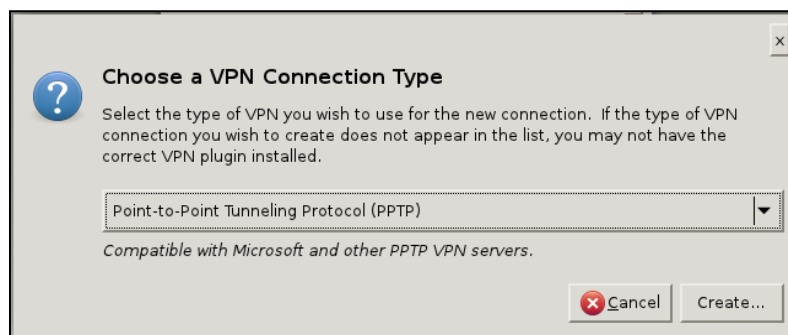 x
Choose a VPN Connection Type
?
Select the type of VPN you wish to use for the new connection. If the type of VPN
connection you wish to create does not appear in the list, you may not have the
correct VPN plugin installed.
Point-to-Point Tunneling Protocol (PPTP)
Compatible with Microsoft and other PPTP VPN servers.
Cancel Create...